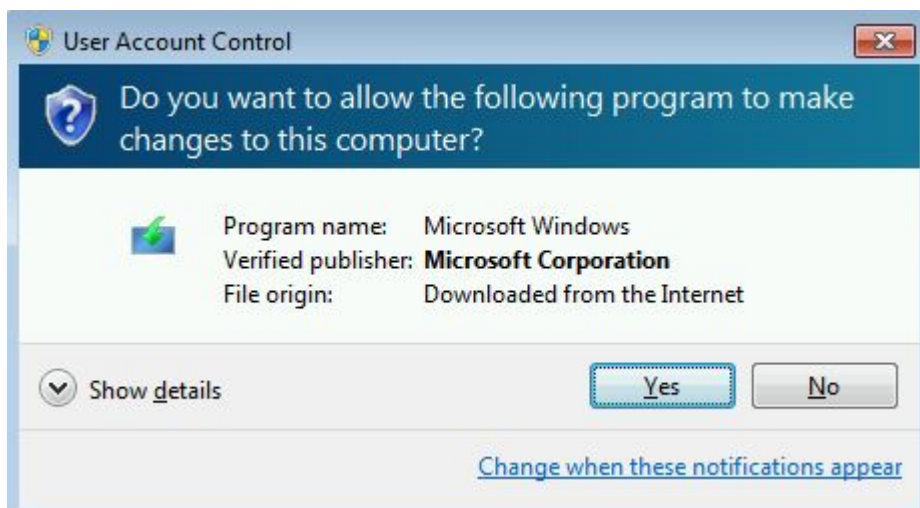 User Account Control
Do you want to allow the following program to make
changes to this computer?
Program name: Microsoft Windows
Verified publisher: Microsoft Corporation
File origin: Downloaded from the Internet
Show details
Yes
No
Change when these notifications appear